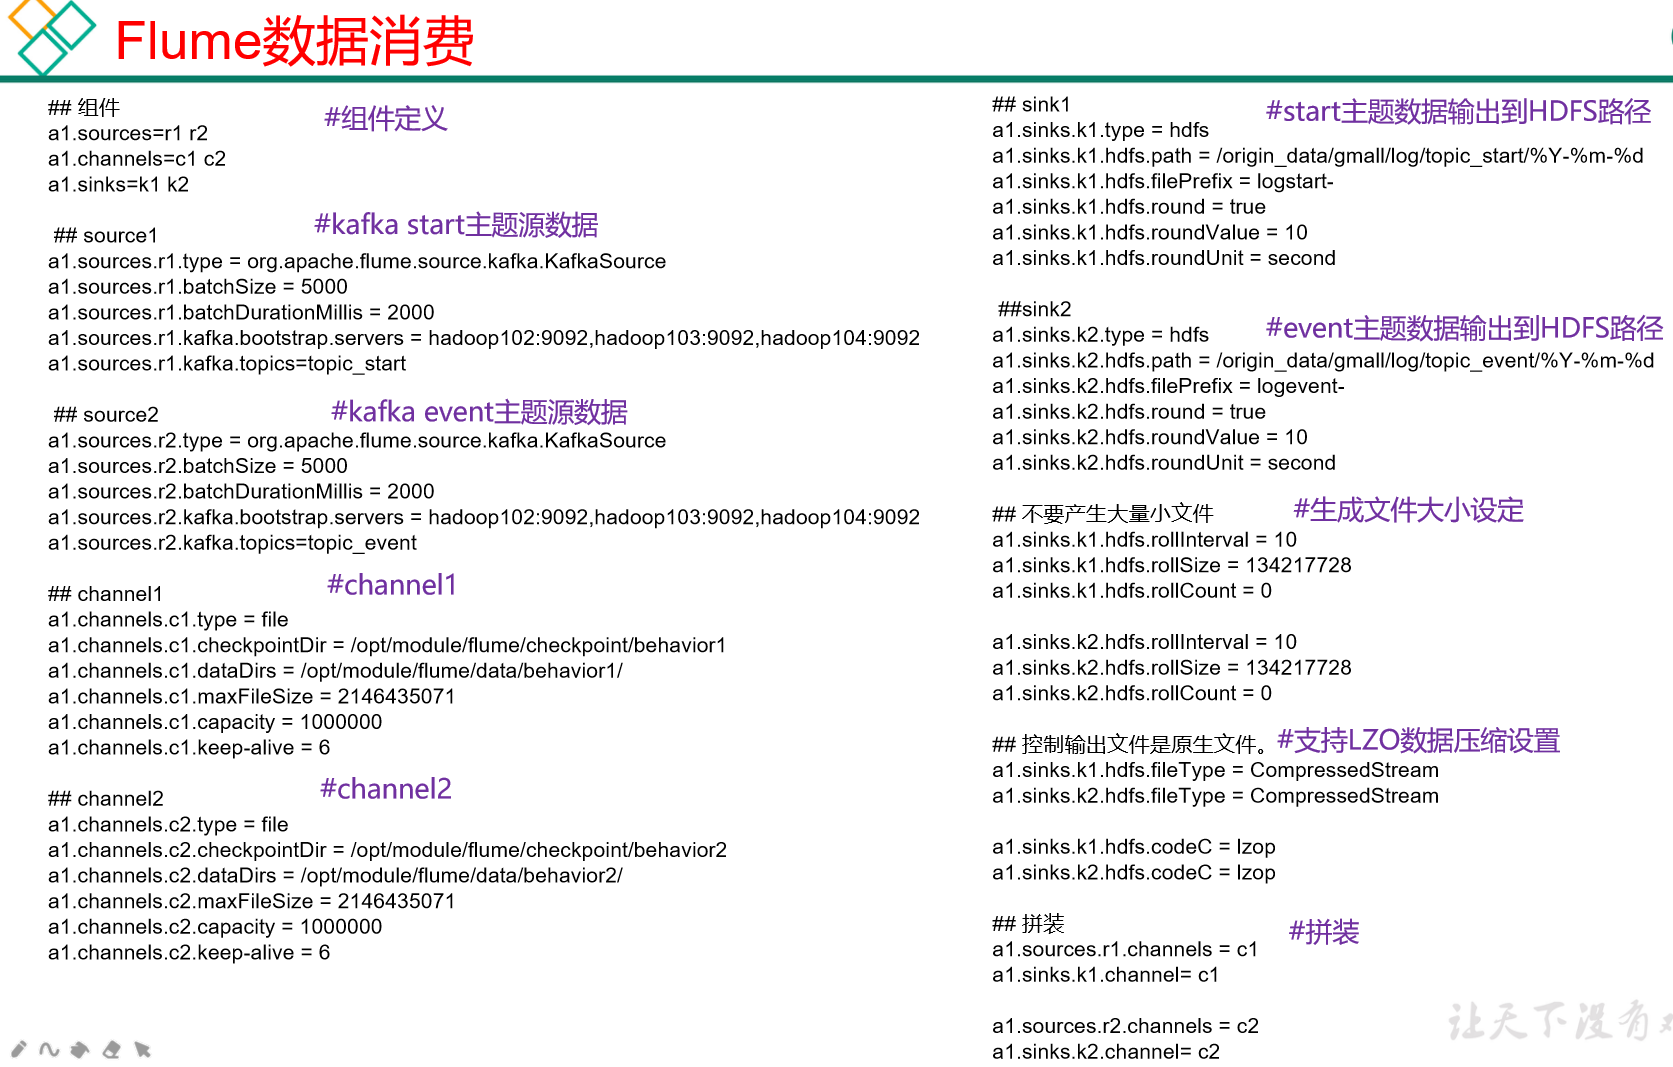 Flume数据消费
## 组件
#组件定义
a1.sources=r1 r2
a1.channels=c1 c2
a1.sinks=k1 k2
#kafka start主题源数据
## source1
a1.sources.r1.type = org.apache.flume.source.kafka.KafkaSource
a1.sources.r1.batchSize = 5000
a1.sources.r1.batchDurationMillis = 2000
a1.sources.r1.kafka.bootstrap.servers = hadoop102:9092,hadoop103:9092,hadoop104:9092
a1.sources.r1.kafka.topics=topic_start
## source2
#kafka event主题源数据
a1.sources.r2.type = org.apache.flume.source.kafka.KafkaSource
a1.sources.r2.batchSize = 5000
a1.sources.r2.batchDurationMillis = 2000
a1.sources.r2.kafka.bootstrap.servers = hadoop102:9092,hadoop103:9092,hadoop104:9092
a1.sources.r2.kafka.topics=topic_event
## channel1
#channel1
a1.channels.c1.type = file
a1.channels.c1.checkpointDir = /opt/module/flume/checkpoint/behavior1
a1.channels.c1.dataDirs = /opt/module/flume/data/behavior1/
a1.channels.c1.maxFileSize = 2146435071
a1.channels.c1.capacity = 1000000
a1.channels.c1.keep-alive = 6
## channel2
#channel2
a1.channels.c2.type = file
a1.channels.c2.checkpointDir = /opt/module/flume/checkpoint/behavior2
a1.channels.c2.dataDirs = /opt/module/flume/data/behavior2/
a1.channels.c2.maxFileSize = 2146435071
a1.channels.c2.capacity = 1000000
a1.channels.c2.keep-alive = 6
## sink1
#start主题数据输出到HDFS路径
a1.sinks.k1.type = hdfs
a1.sinks.k1.hdfs.path = /origin_data/gmall/log/topic_start/%Y-%m-%d
a1.sinks.k1.hdfs.filePrefix = logstart-
a1.sinks.k1.hdfs.round = true
a1.sinks.k1.hdfs.roundValue = 10
a1.sinks.k1.hdfs.roundUnit = second
##sink2
#event主题数据输出到HDFS路径
a1.sinks.k2.type = hdfs
a1.sinks.k2.hdfs.path = /origin_data/gmall/log/topic_event/%Y-%m-%d
a1.sinks.k2.hdfs.filePrefix = logevent-
a1.sinks.k2.hdfs.round = true
a1.sinks.k2.hdfs.roundValue = 10
a1.sinks.k2.hdfs.roundUnit = second
## 不要产生大量小文件
#生成文件大小设定
a1.sinks.k1.hdfs.rollInterval = 10
a1.sinks.k1.hdfs.rollSize = 134217728
a1.sinks.k1.hdfs.rollCount = 0
a1.sinks.k2.hdfs.rollInterval = 10
a1.sinks.k2.hdfs.rollSize = 134217728
a1.sinks.k2.hdfs.rollCount = 0
## 控制输出文件是原生文件。
#支持LZO数据压缩设置
a1.sinks.k1.hdfs.fileType = CompressedStream
a1.sinks.k2.hdfs.fileType = CompressedStream
a1.sinks.k1.hdfs.codeC = lzop
a1.sinks.k2.hdfs.codeC = lzop
## 拼装
#拼装
a1.sources.r1.channels = c1
a1.sinks.k1.channel= c1
a1.sources.r2.channels = c2
a1.sinks.k2.channel= c2
让天下没有